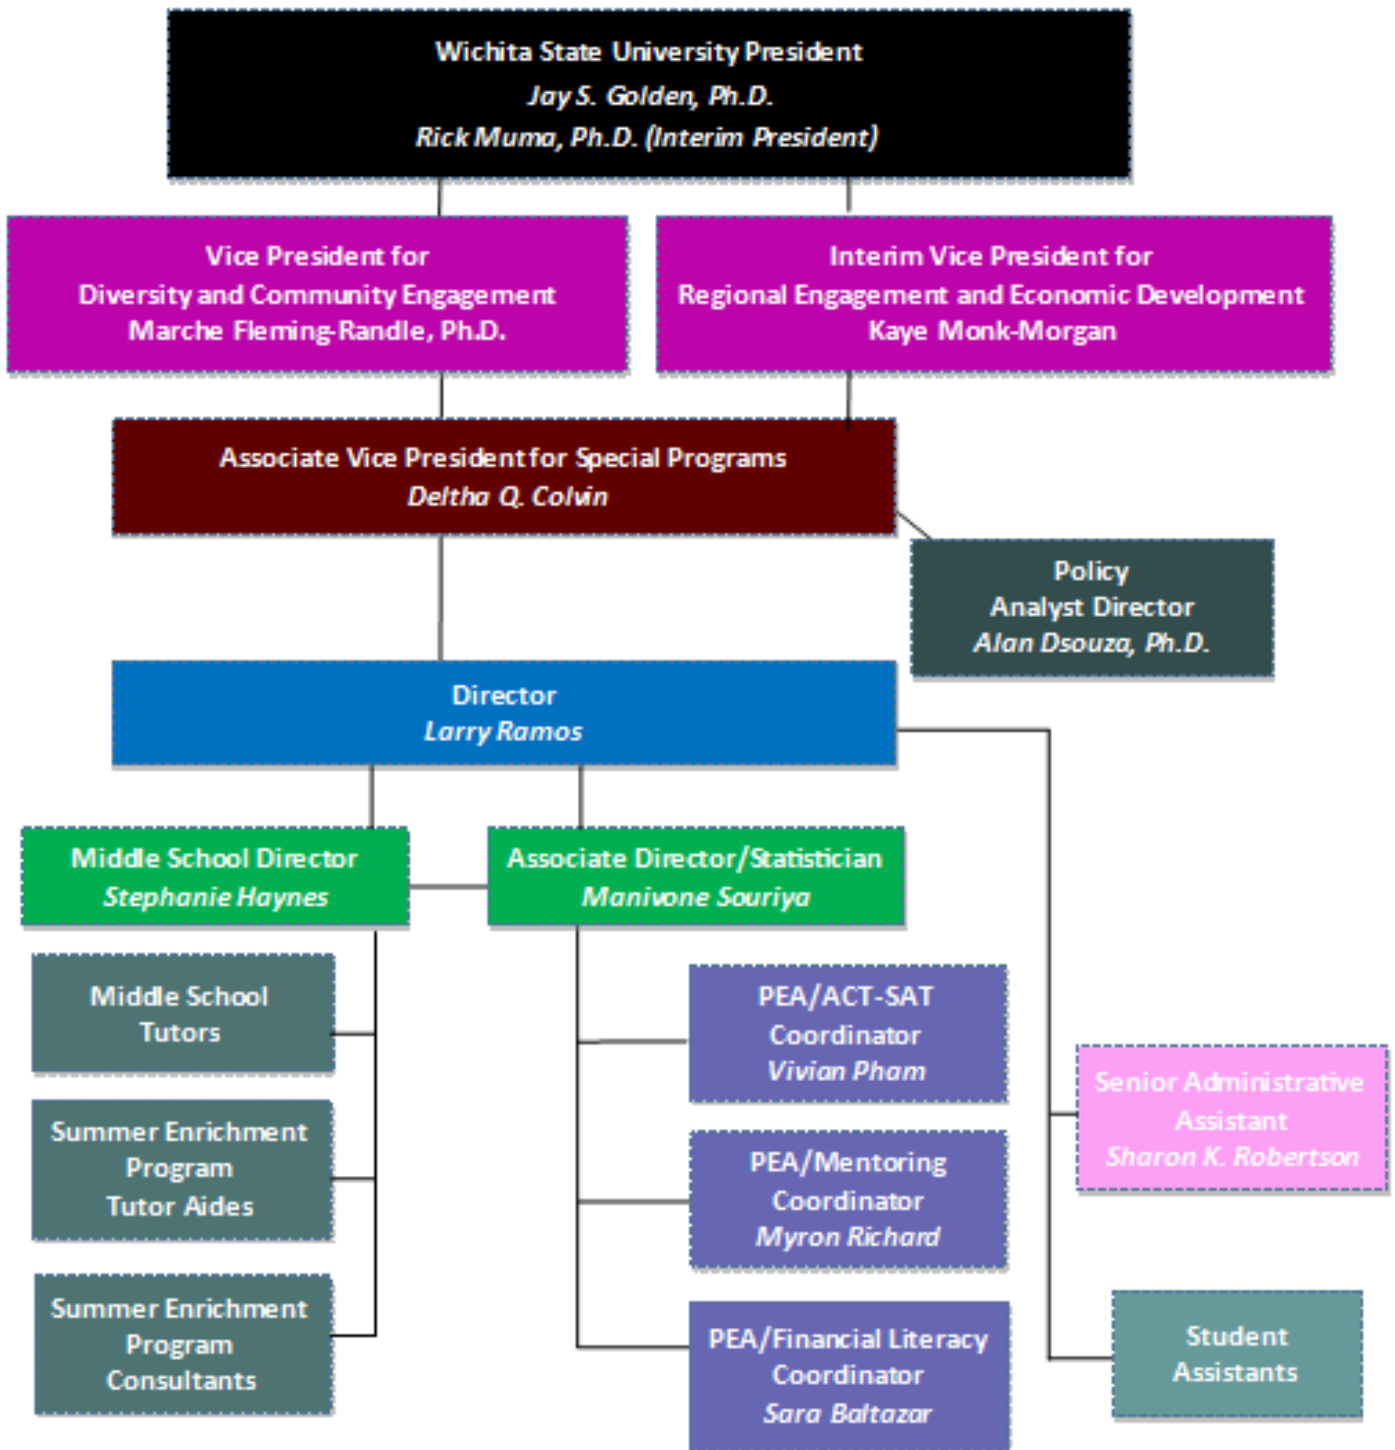 Wichita State University President
Jay S. Golden, Ph.D.
Rick Muma, Ph.D. (Interim President)
Vice President for
Diversity and Community Engagement
Marche Fleming-Randle, Ph.D.
Interim Vice President for
Regional Engagement and Economic Development
Kaye Monk-Morgan
Associate Vice President for Special Programs
Deltha Q. Colvin
Policy
Analyst Director
Alan Dsouza, Ph.D.
Director
Larry Ramos
Middle School Director
Stephanie Haynes
Associate Director/Statistician
Manivone Souriya
Middle School
Tutors
Summer Enrichment
Program
Tutor Aides
Summer Enrichment
Program
Consultants
PEA/ACT-SAT
Coordinator
Vivian Pham
PEA/Mentoring
Coordinator
Myron Richard
PEA/Financial Literacy
Coordinator
Sara Baltazar
Senior Administrative
Assistant
Sharon K. Robertson
Student
Assistants